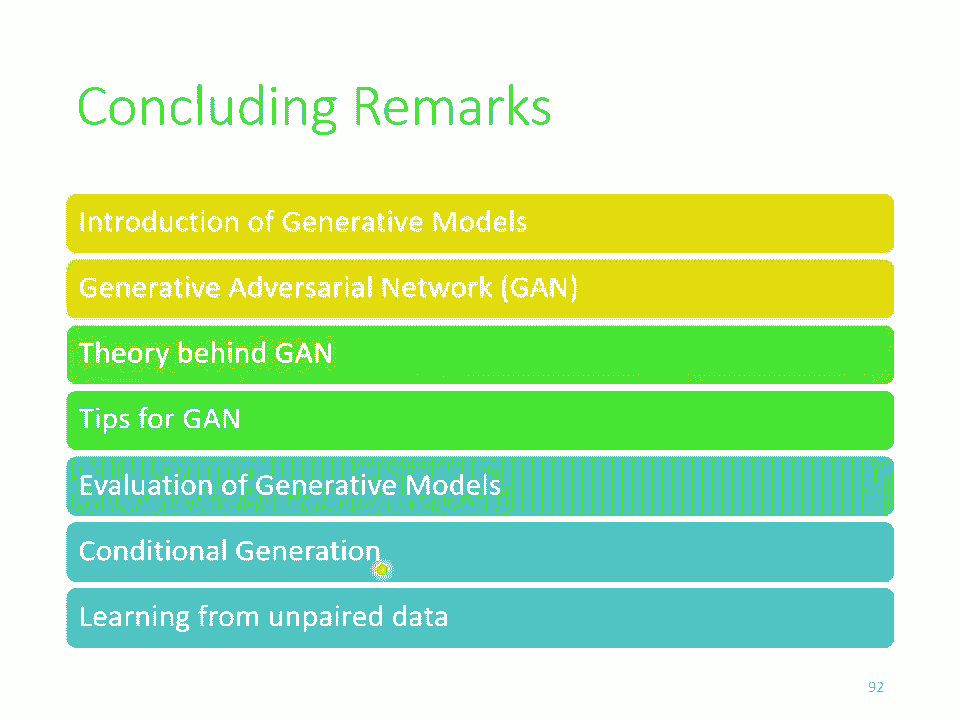 Concluding Remarks
Introduction of Generative Models
Generative Adversarial Network (GAN)
Theory behind GAN
Tips for GAN
Evaluation of Generative Models
Conditional Generation
Learning from unpaired data
92